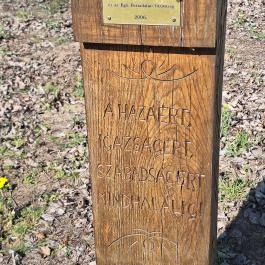 2006.
A HAZÁÉRT,
IGAZSÁGÉRT,
SZABADSÁGÉRT
MINDHALÁLIG!